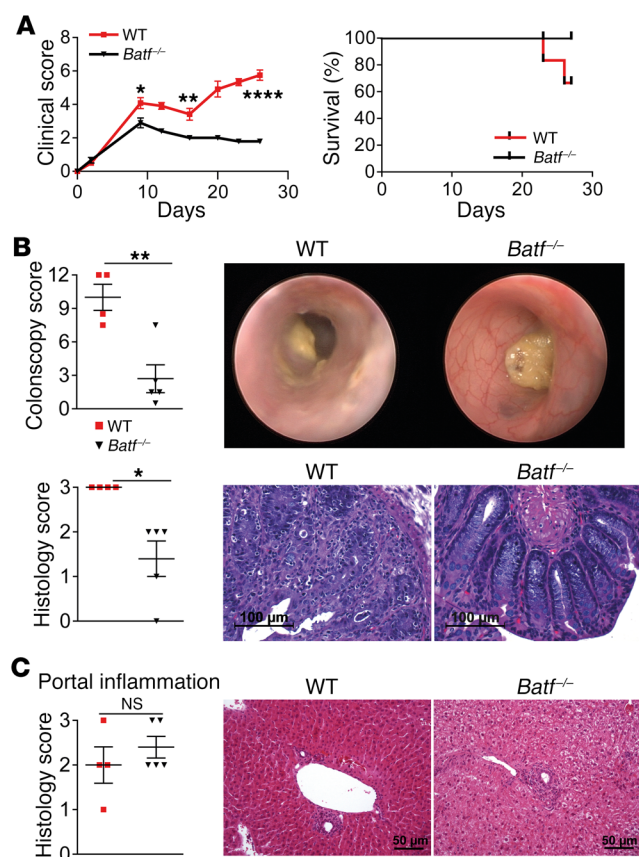 A
WT
Batf–/–
Clinical score
8
6
4
2
0
* ** ****
0 10 20 30
Days
Survival (%)
100
80
60
40
20
0
WT
Batf–/–
0 10 20 30
Days
B
Colonscopy score
12
9
6
3
0
**
WT
Batf–/–
WT Batf–/–
Histology score
3
2
1
0
*
WT Batf–/–
100 µm 100 µm
C
Portal inflammation
NS
Histology score
3
2
1
0
WT Batf–/–
50 µm 50 µm